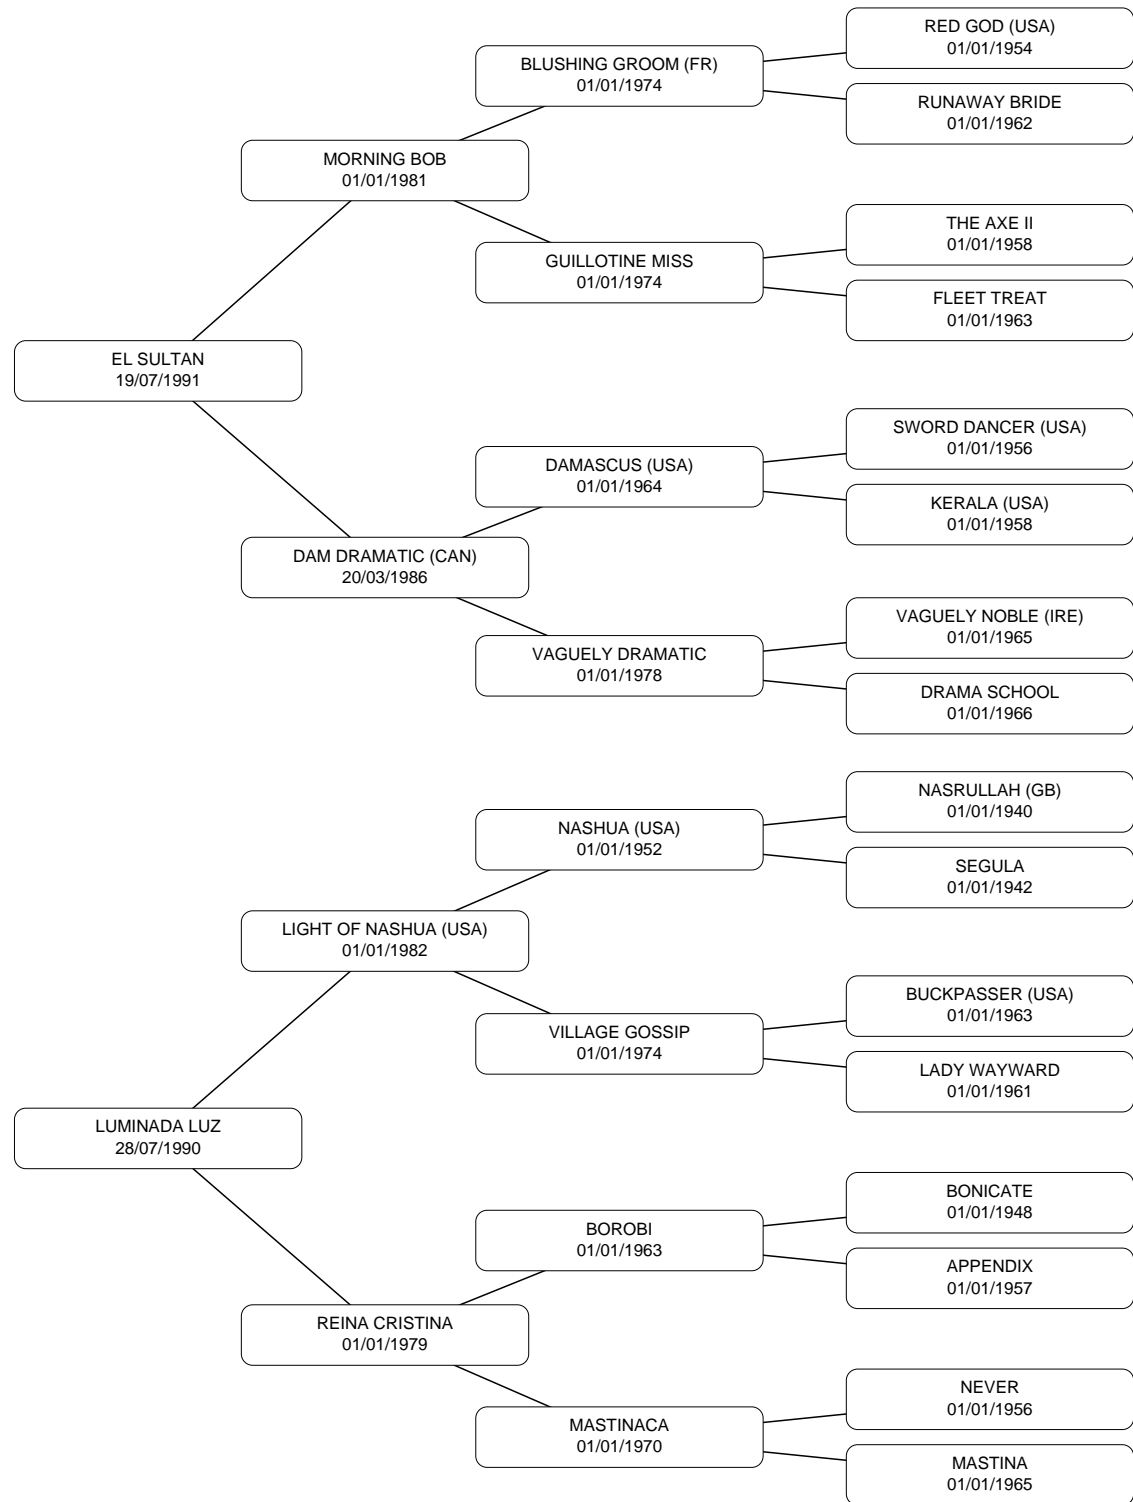 RED GOD (USA)
01/01/1954
BLUSHING GROOM (FR)
01/01/1974
RUNAWAY BRIDE
01/01/1962
MORNING BOB
01/01/1981
THE AXE II
01/01/1958
GUILLOTINE MISS
01/01/1974
FLEET TREAT
01/01/1963
EL SULTAN
19/07/1991
SWORD DANCER (USA)
01/01/1956
DAMASCUS (USA)
01/01/1964
KERALA (USA)
01/01/1958
DAM DRAMATIC (CAN)
20/03/1986
VAGUELY NOBLE (IRE)
01/01/1965
VAGUELY DRAMATIC
01/01/1978
DRAMA SCHOOL
01/01/1966
NASRULLAH (GB)
01/01/1940
NASHUA (USA)
01/01/1952
SEGULA
01/01/1942
LIGHT OF NASHUA (USA)
01/01/1982
BUCKPASSER (USA)
01/01/1963
VILLAGE GOSSIP
01/01/1974
LADY WAYWARD
01/01/1961
LUMINADA LUZ
28/07/1990
BONICATE
01/01/1948
BOROBI
01/01/1963
APPENDIX
01/01/1957
REINA CRISTINA
01/01/1979
NEVER
01/01/1956
MASTINACA
01/01/1970
MASTINA
01/01/1965